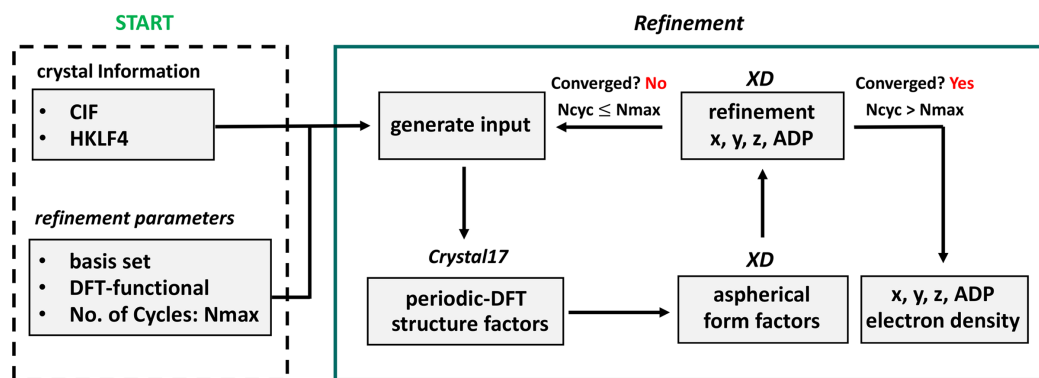 START
crystal Information
• CIF
• HKLF4
refinement parameters
• basis set
• DFT-functional
• No. of Cycles: Nmax
Refinement
generate input
Converged? No
Ncyc ≤ Nmax
XD
refinement
x, y, z, ADP
Converged? Yes
Ncyc > Nmax
Crystal17
periodic-DFT
structure factors
XD
aspherical
form factors
x, y, z, ADP
electron density